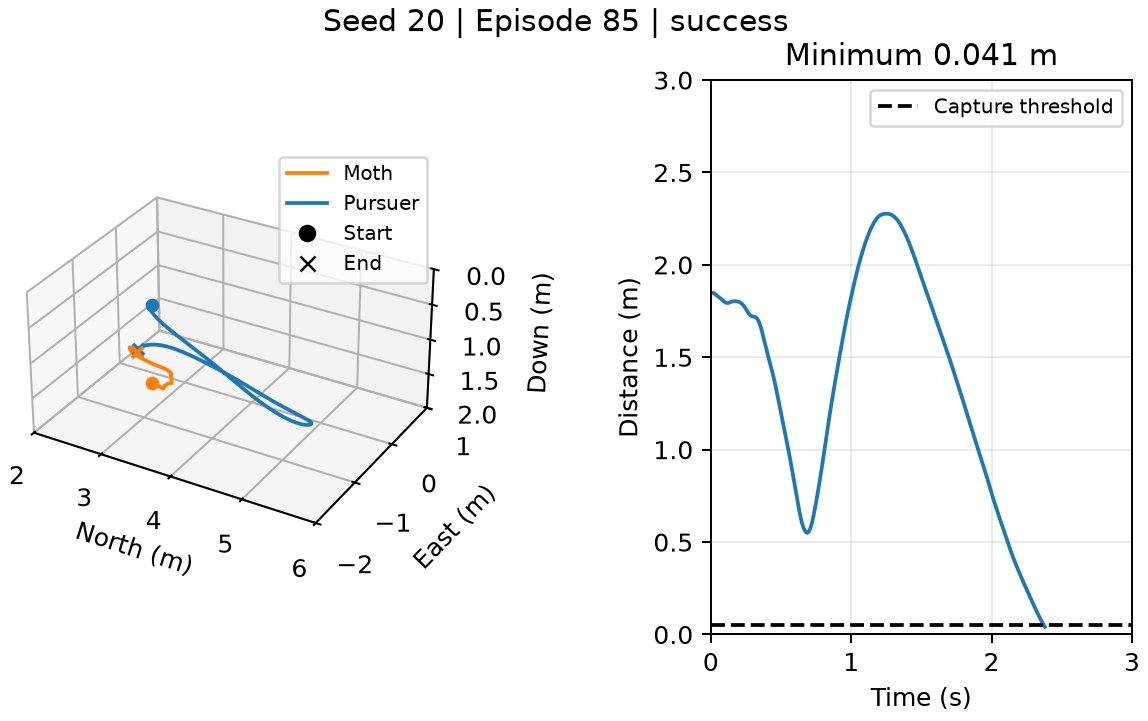 Seed 20 | Episode 85 | success
Moth
Pursuer
Start
End
0.0
0.5
1.0
1.5
2.0
Down (m)
2
3
4
5
6
North (m)
−2
−1
0
1
East (m)
Minimum 0.041 m
Capture threshold
3.0
2.5
2.0
1.5
1.0
0.5
0.0
Distance (m)
0
1
2
3
Time (s)